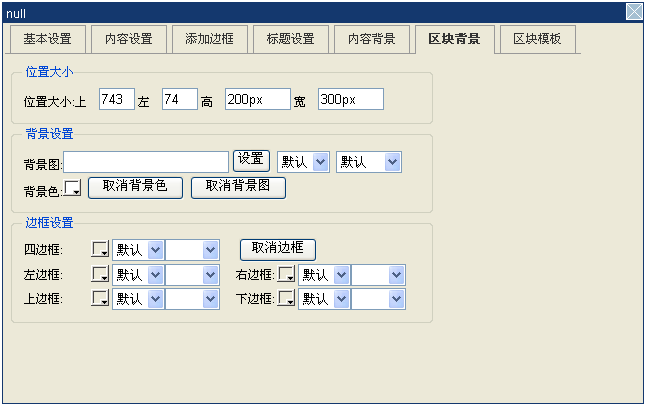 null
基本设置 内容设置 添加边框 标题设置 内容背景 区块背景 区块模板
位置大小
位置大小:上 743 左 74 高 200px 宽 300px
背景设置
背景图: 设置 默认 默认
背景色: 取消背景色 取消背景图
边框设置
四边框: 默认 取消边框
左边框: 默认 右边框: 默认
上边框: 默认 下边框: 默认